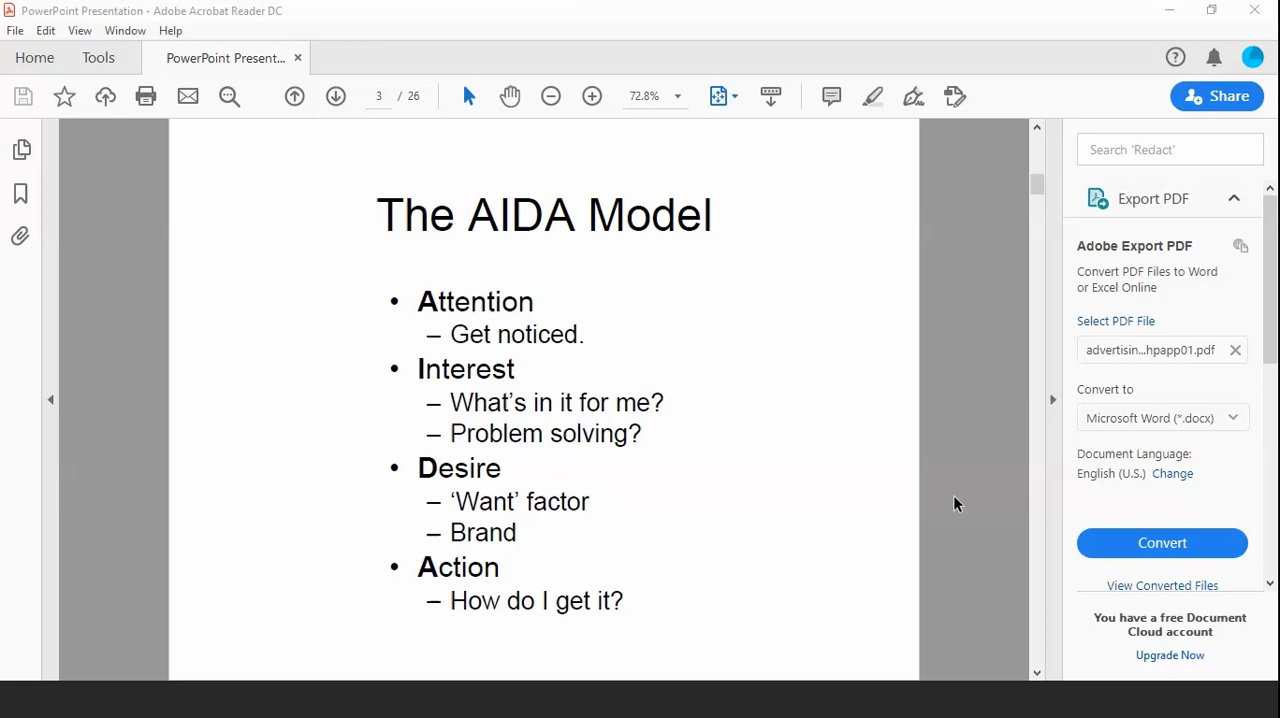 PowerPoint Presentation - Adobe Acrobat Reader DC
File Edit View Window Help
Home Tools PowerPoint Present... ×
3 / 26 72.8% Share
Search 'Redact'
The AIDA Model
• Attention
– Get noticed.
• Interest
– What's in it for me?
– Problem solving?
• Desire
– ‘Want’ factor
– Brand
• Action
– How do I get it?
Export PDF
Adobe Export PDF
Convert PDF Files to Word
or Excel Online
Select PDF File
advertisin...hpapp01.pdf
Convert to
Microsoft Word (*.docx)
Document Language:
English (U.S.) Change
Convert
View Converted Files
You have a free Document
Cloud account
Upgrade Now